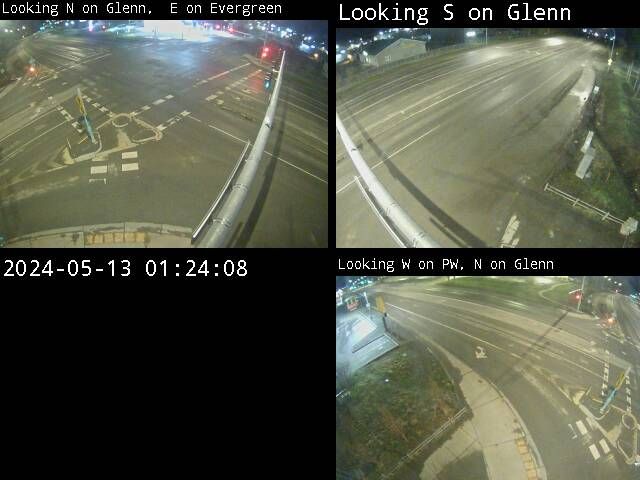 Looking N on Glenn, E on Evergreen
Looking S on Glenn
2024-05-13 01:24:08
Looking W on PW, N on Glenn